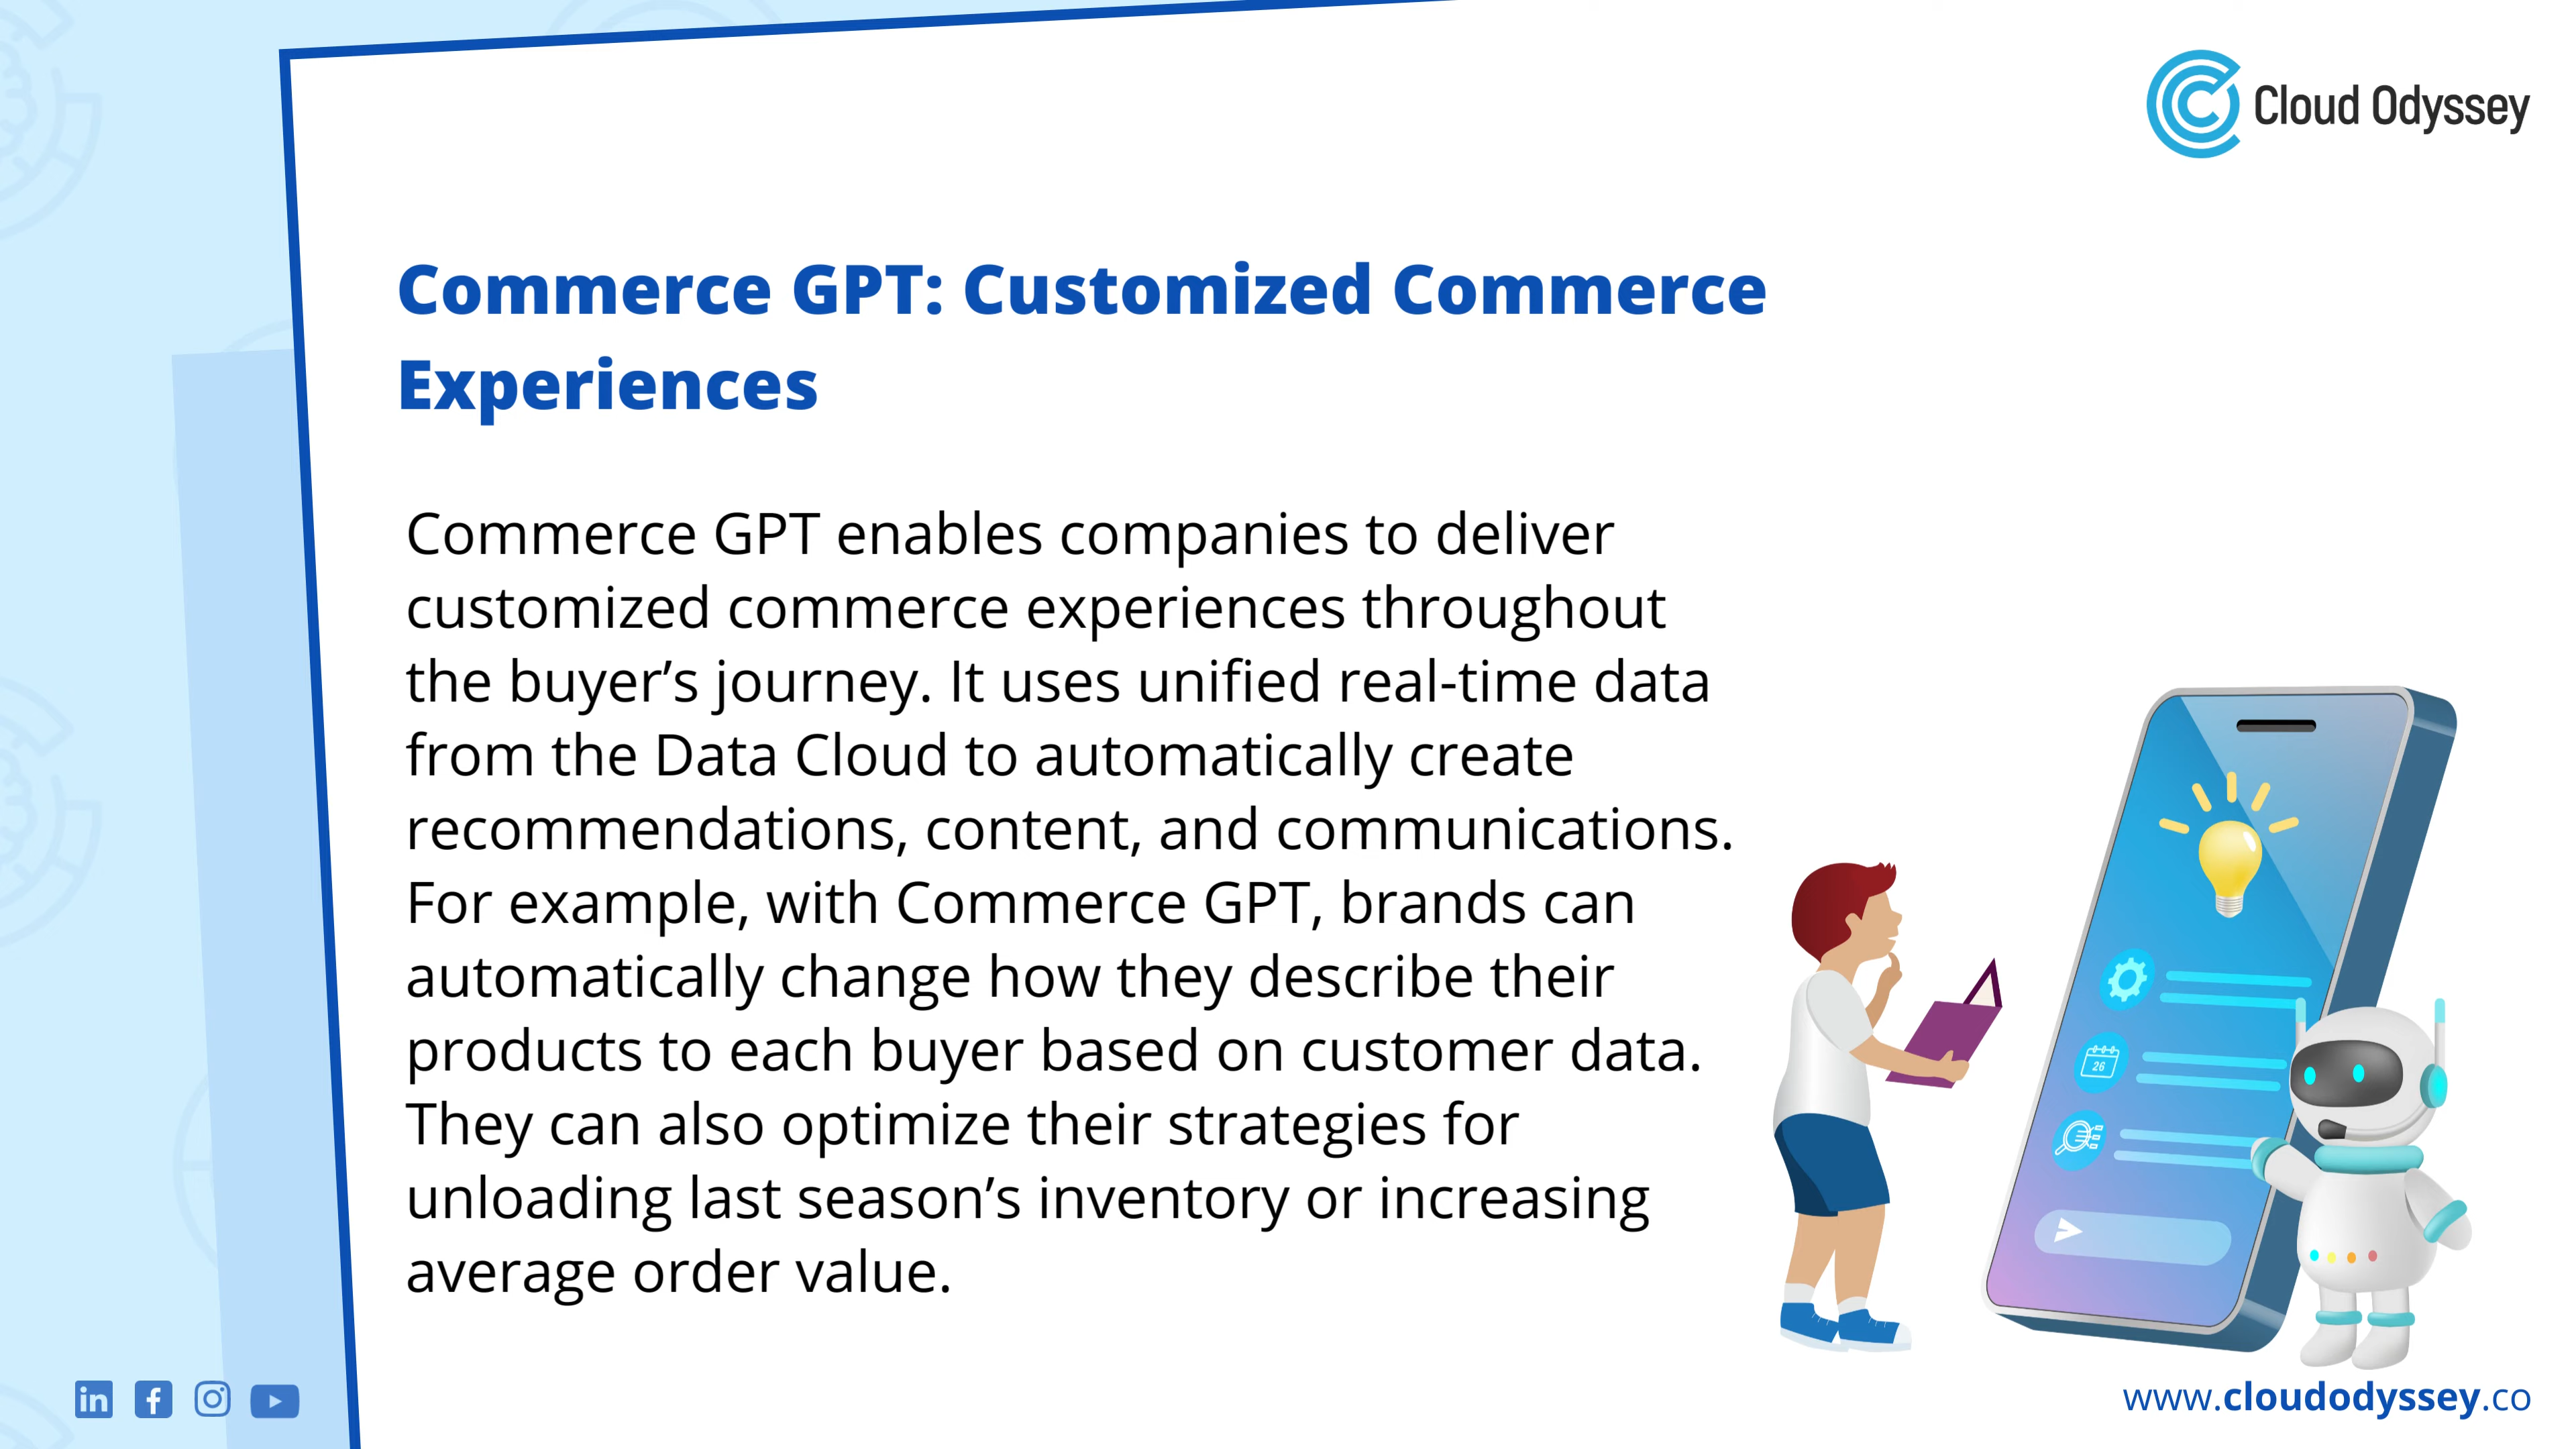 Cloud Odyssey
Commerce GPT: Customized Commerce
Experiences
Commerce GPT enables companies to deliver
customized commerce experiences throughout
the buyer’s journey. It uses unified real-time data
from the Data Cloud to automatically create
recommendations, content, and communications.
For example, with Commerce GPT, brands can
automatically change how they describe their
products to each buyer based on customer data.
They can also optimize their strategies for
unloading last season’s inventory or increasing
average order value.
26
www.cloudodyssey.co